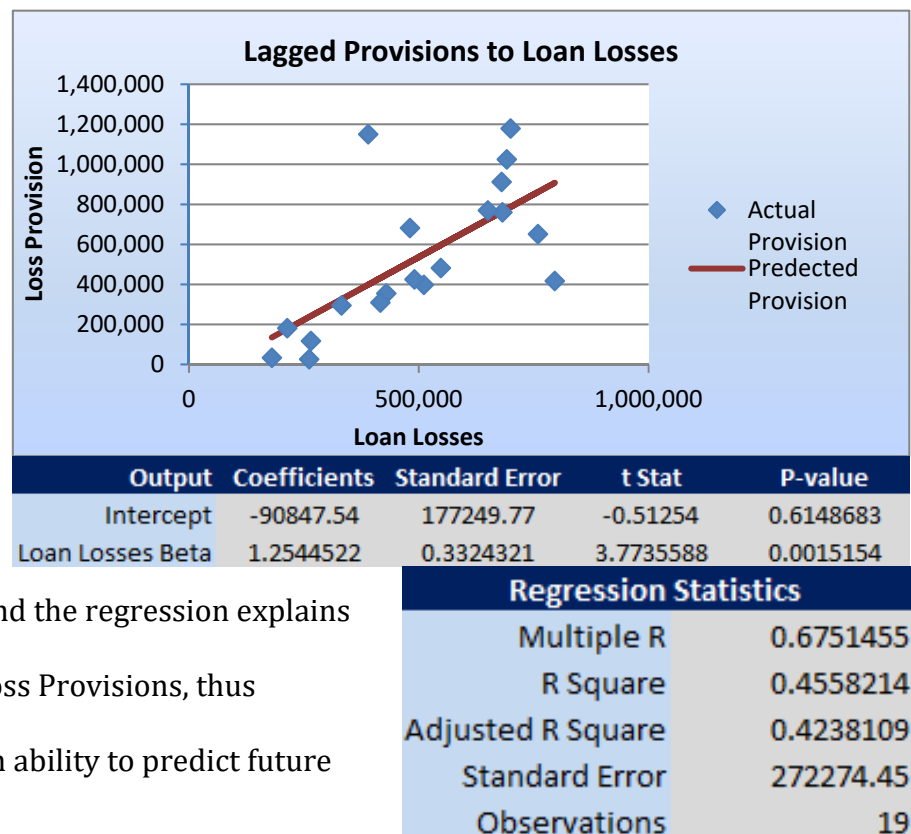 Lagged Provisions to Loan Losses
1,400,000
1,200,000
1,000,000
800,000
600,000
400,000
200,000
0
Loss Provision
0 500,000 1,000,000
Loan Losses
Actual
Provision
Predected
Provision
Output Coefficients Standard Error t Stat P-value
Intercept -90847.54 177249.77 -0.51254 0.6148683
Loan Losses Beta 1.2544522 0.3324321 3.7735588 0.0015154
nd the regression explains
oss Provisions, thus
n ability to predict future
Regression Statistics
Multiple R 0.6751455
R Square 0.4558214
Adjusted R Square 0.4238109
Standard Error 272274.45
Observations 19